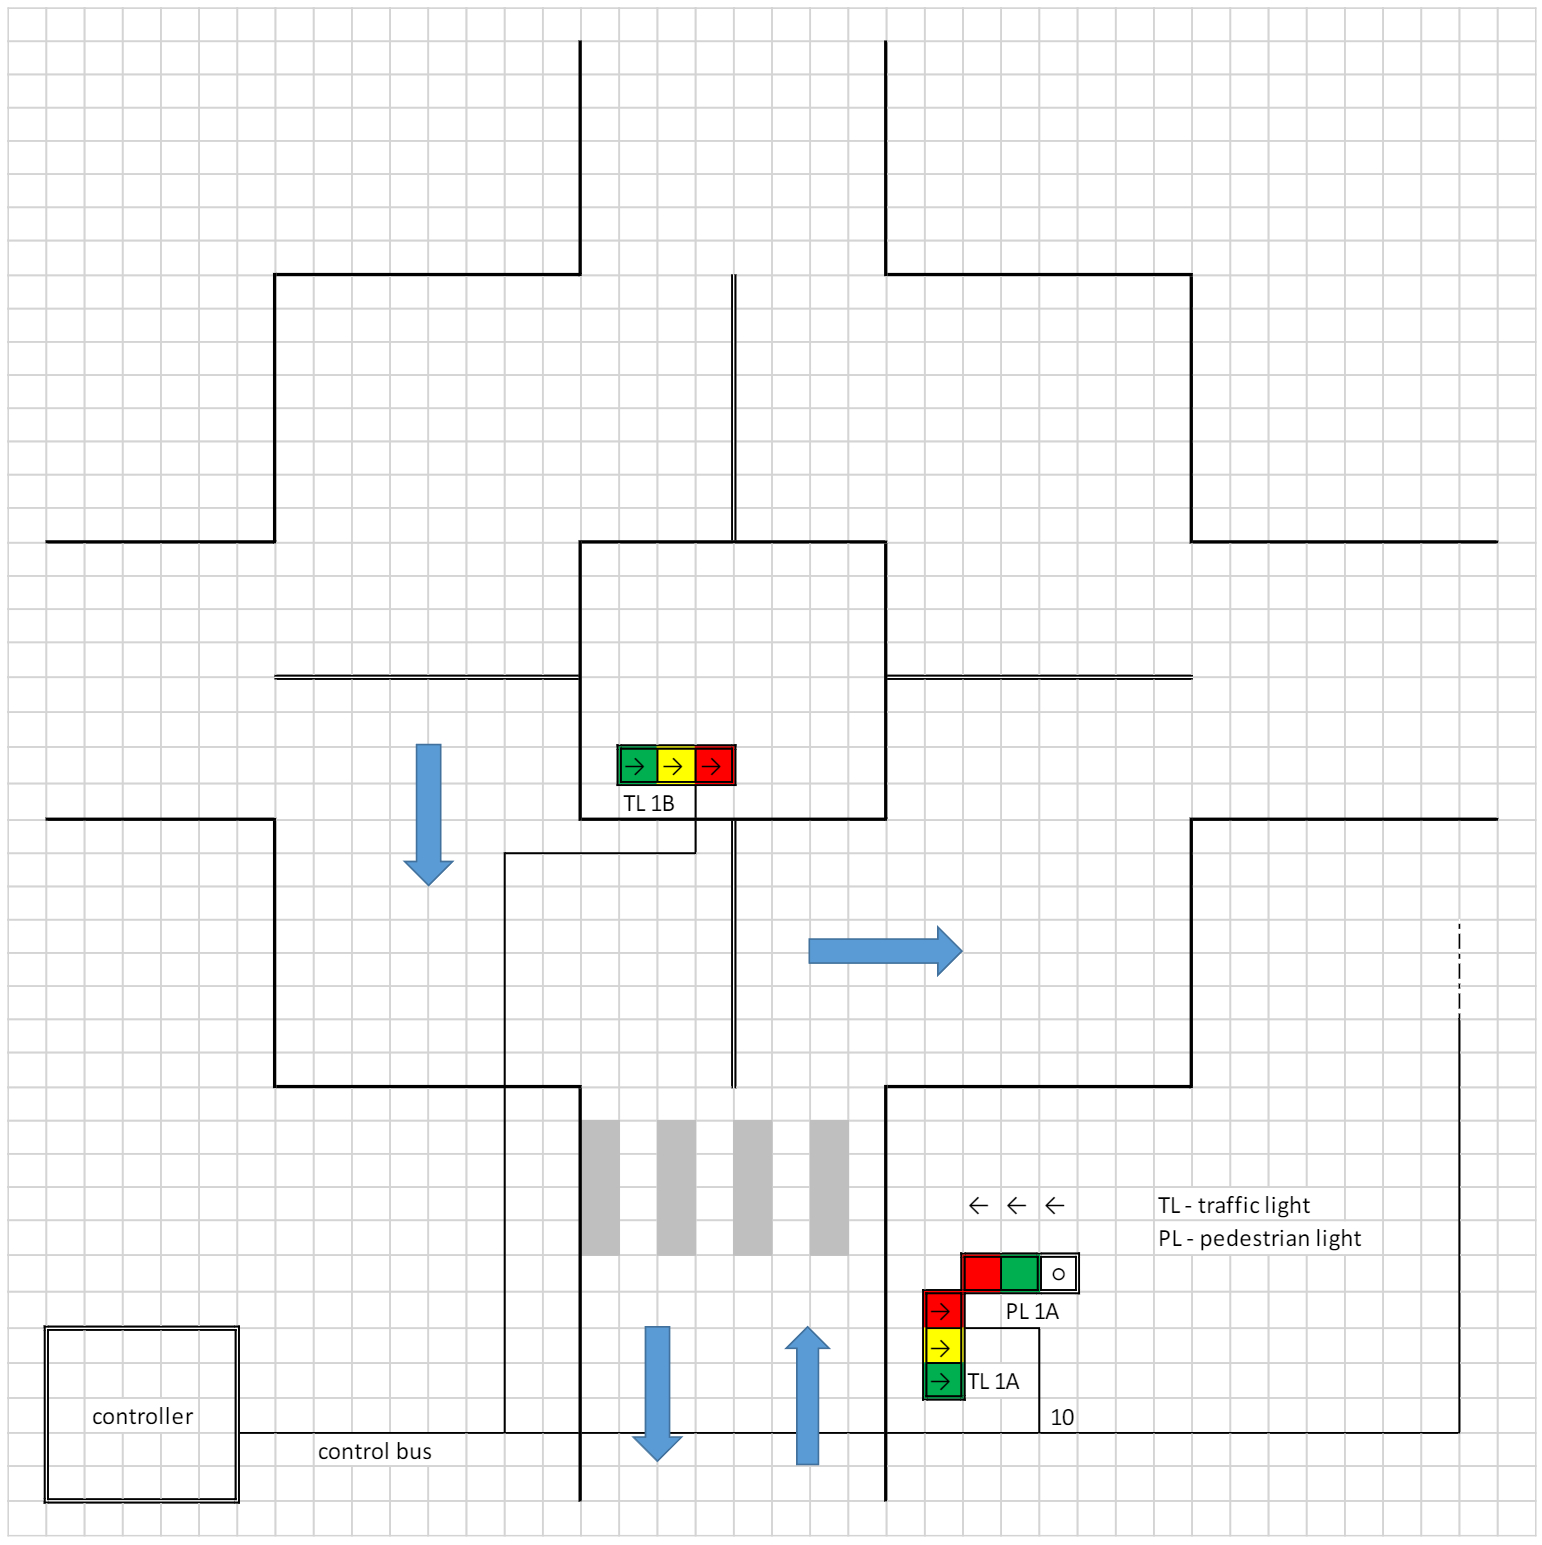 TL 1B
TL - traffic light
PL - pedestrian light
PL 1A
TL 1A
controller
10
control bus